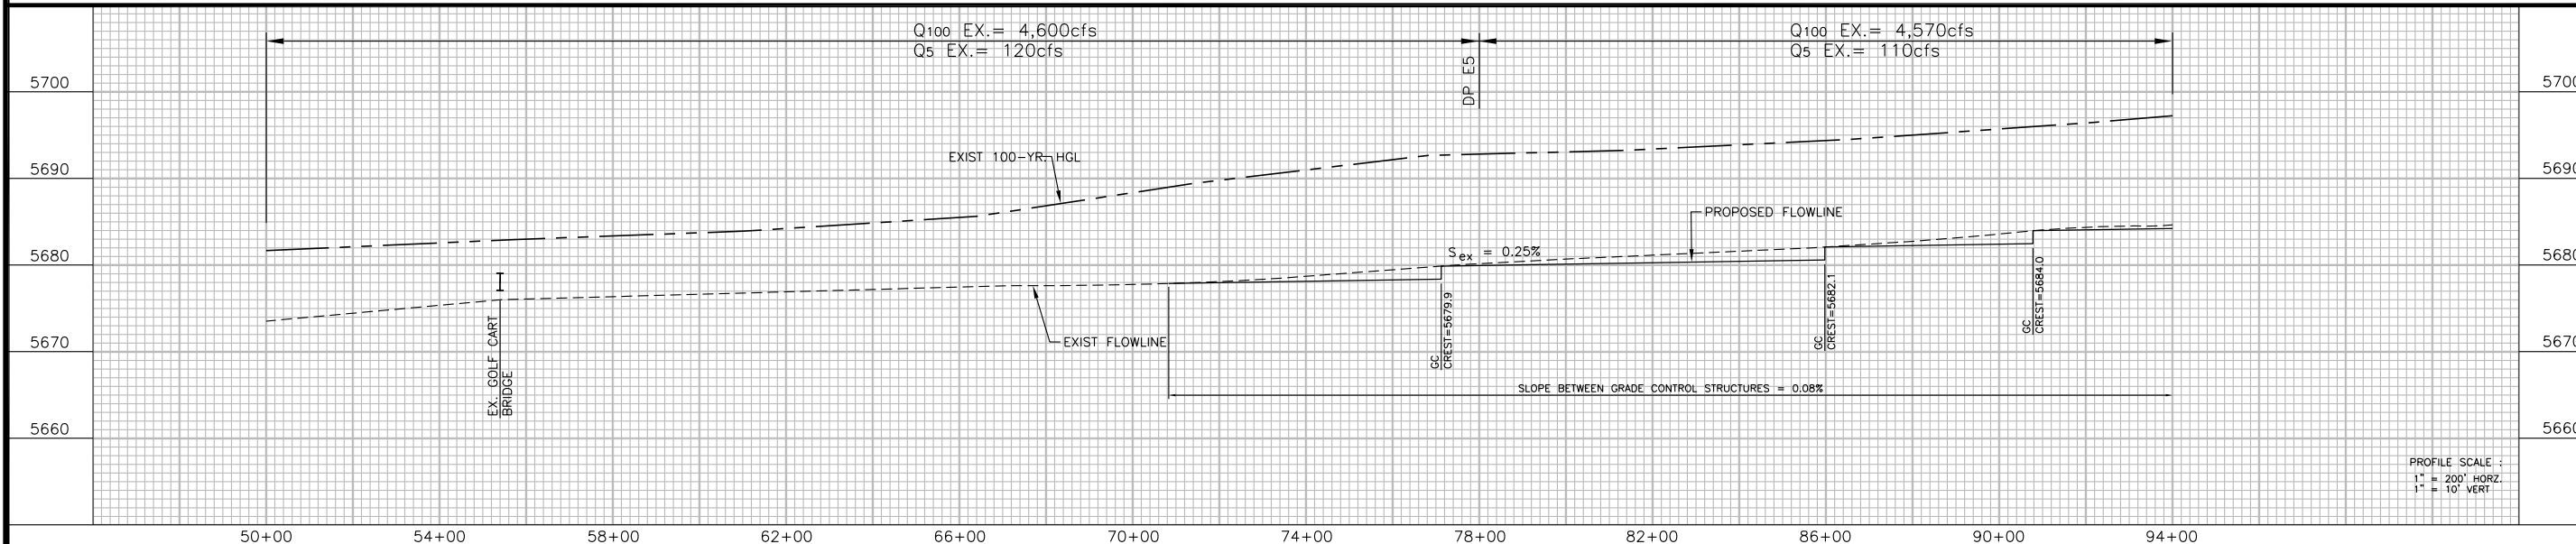 Q100 EX.= 4,600cfs
Q5 EX.= 120cfs
Q100 EX.= 4,570cfs
Q5 EX.= 110cfs
DP E5
5700
5700
EXIST 100-YR. HGL
5690
5690
PROPOSED FLOWLINE
Sex = 0.25%
5680
5680
EX. GOLF CART
BRIDGE
EXIST FLOWLINE
GC
CREST=5679.9
GC
CREST=5682.1
GC
CREST=5684.0
5670
5670
SLOPE BETWEEN GRADE CONTROL STRUCTURES = 0.08%
5660
5660
PROFILE SCALE :
1" = 200' HORZ.
1" = 10' VERT
50+00 54+00 58+00 62+00 66+00 70+00 74+00 78+00 82+00 86+00 90+00 94+00